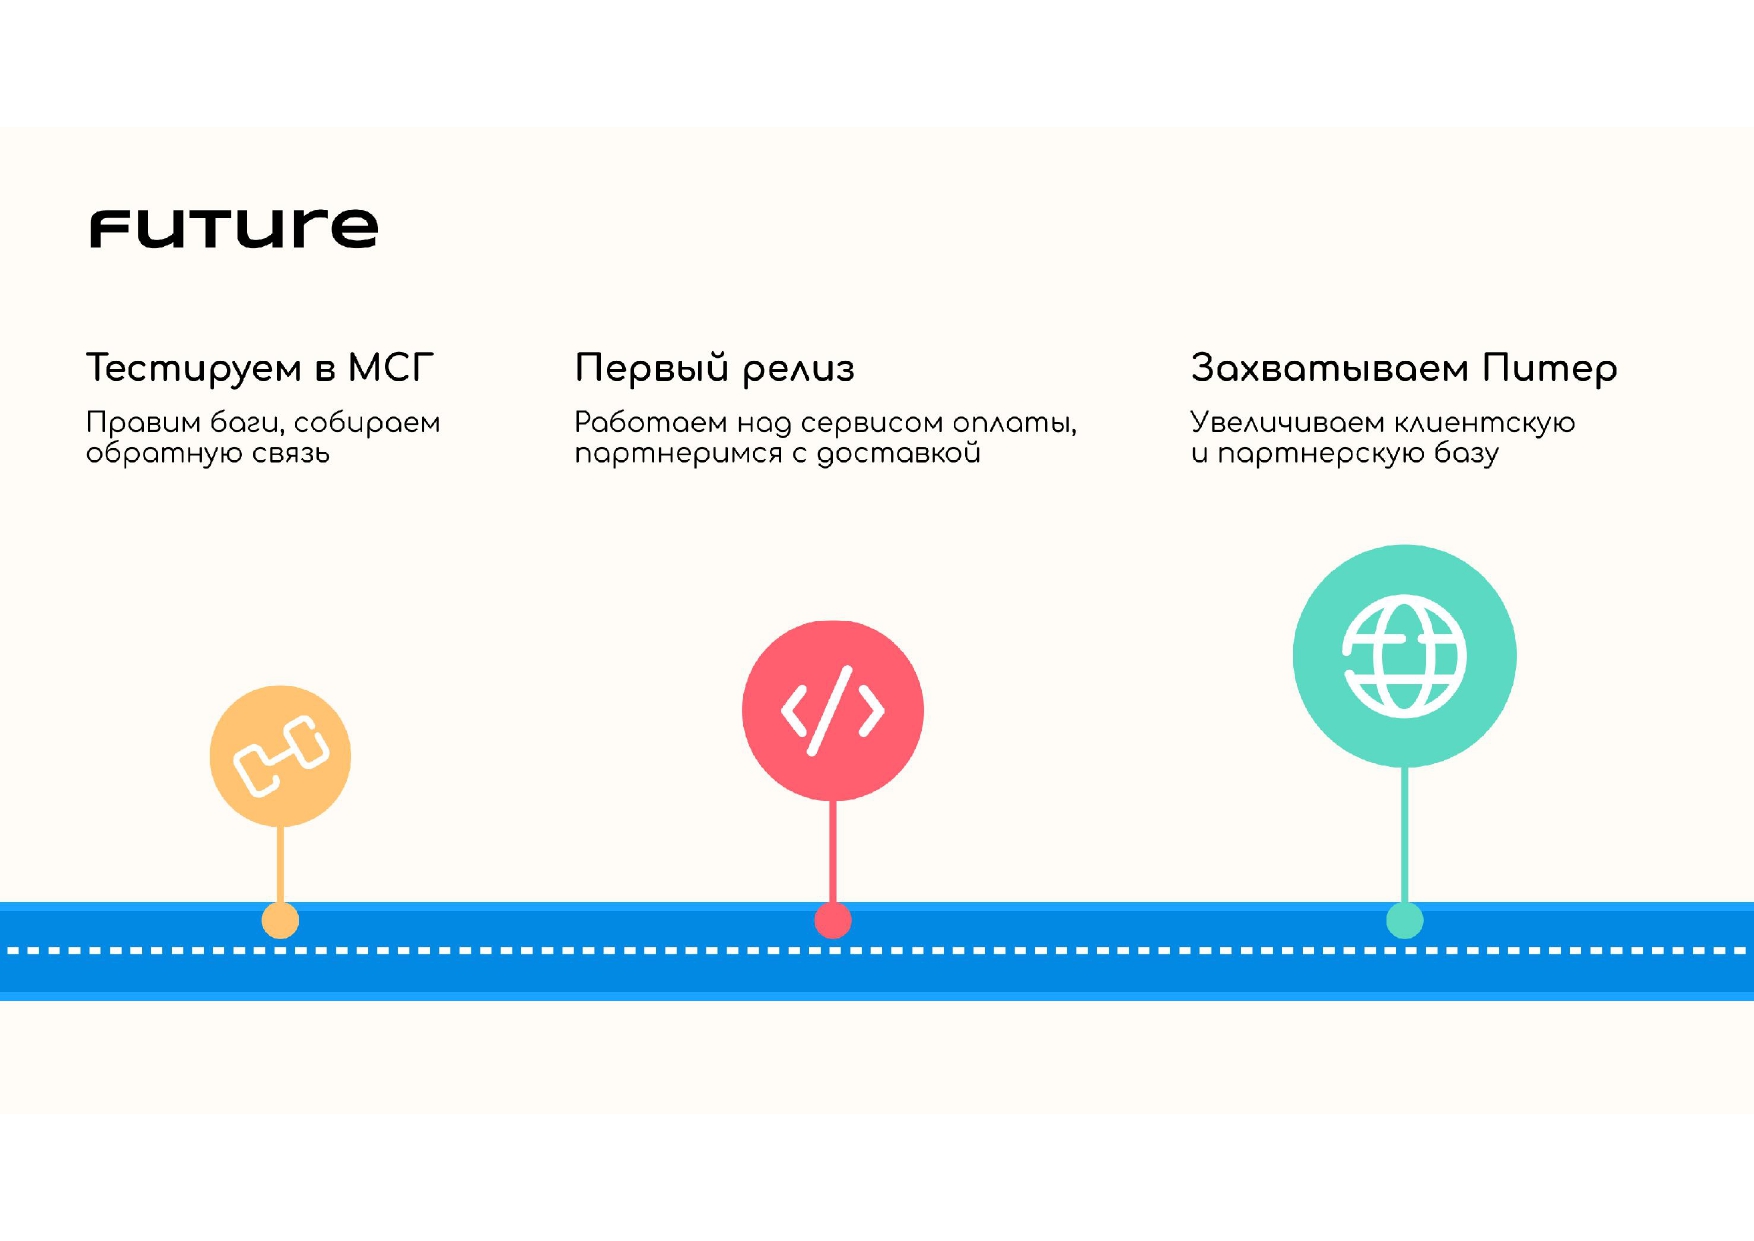 Future
Тестируем в МСГ
Правим баги, собираем
обратную связь
Первый релиз
Работаем над сервисом оплаты,
партнеримся с доставкой
Захватываем Питер
Увеличиваем клиентскую
и партнерскую базу